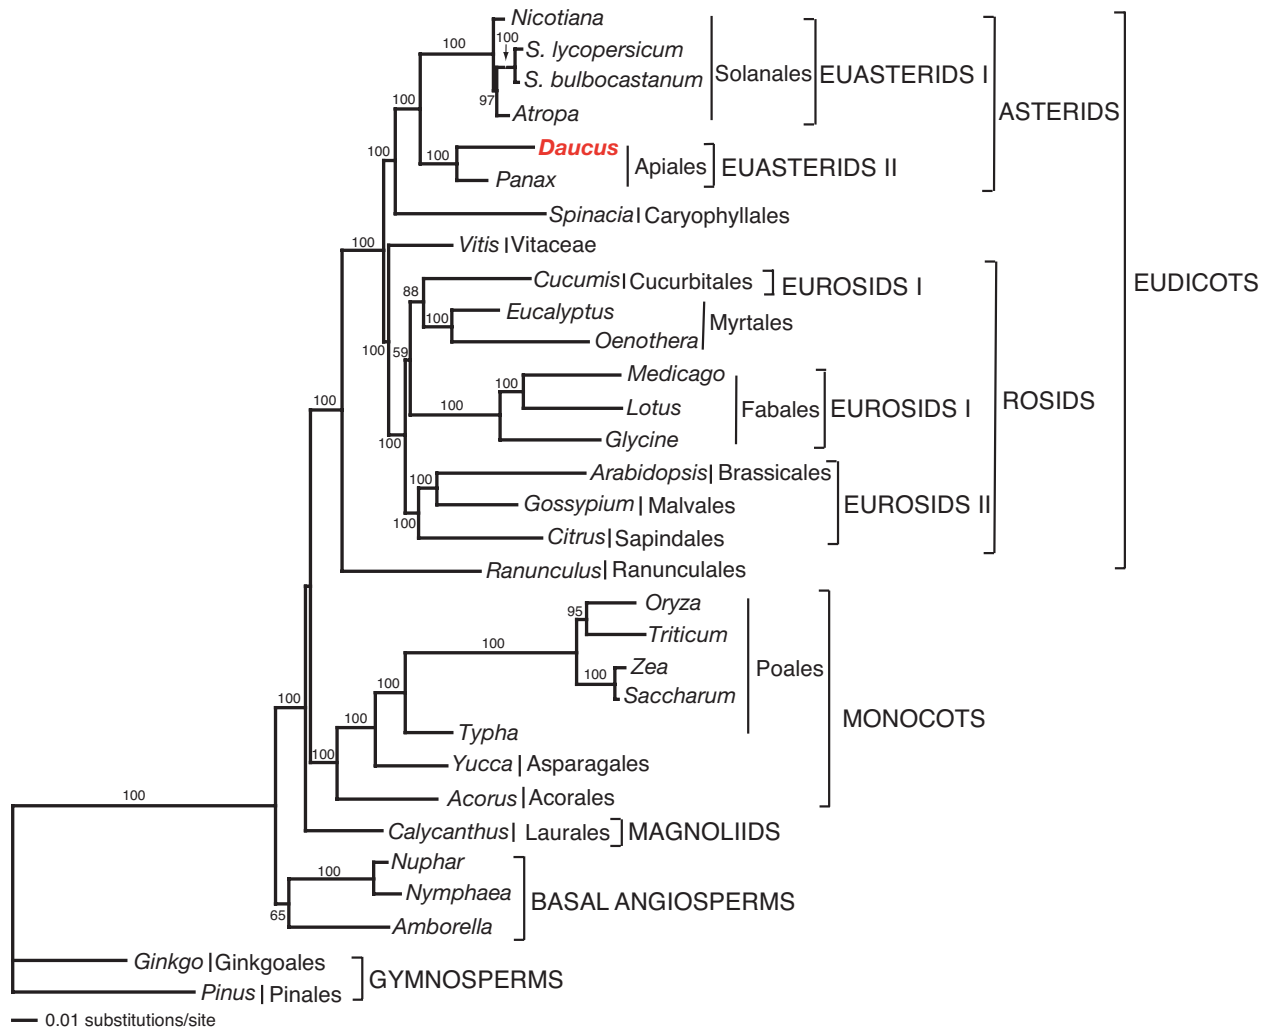 Nicotiana
100
100
S. lycopersicum
S. bulbocastanum
Solanales
EUASTERIDS I
97
Atropa
100
ASTERIDS
Daucus
100
100
Panax
Apiales
EUASTERIDS II
Spinacia Caryophyllales
100
Vitis Vitaceae
Cucumis Cucurbitales
EUROSIDS I
EUDICOTS
88
Eucalyptus
100
Myrtales
Oenothera
100
59
Medicago
100
100
Lotus
Fabales
EUROSIDS I
ROSIDS
100
Glycine
100
Arabidopsis Brassicales
100
Gossypium Malvales
EUROSIDS II
100
Citrus Sapindales
Ranunculus Ranunculales
Oryza
95
Triticum
100
Zea
100
Saccharum
Poales
100
100
Typha
MONOCOTS
100
100
Yucca Asparagales
Acorus Acorales
100
Calycanthus Laurales
MAGNOLIIDS
Nuphar
100
Nymphaea
BASAL ANGIOSPERMS
65
Amborella
Ginkgo Ginkgoales
GYMNOSPERMS
Pinus Pinales
0.01 substitutions/site